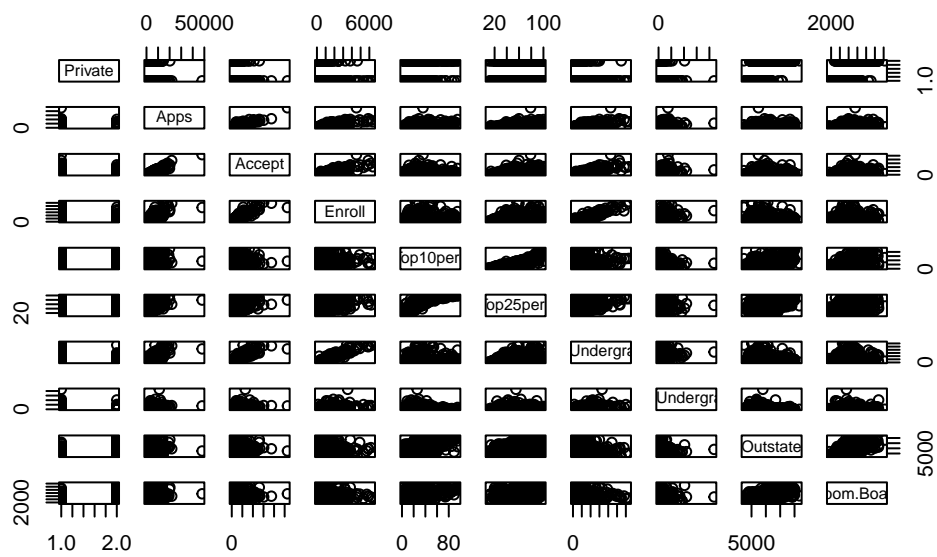 0 50000 0 6000 20 100 0 2000
Private
1.0
Apps
0
Accept
0
Enroll
0
op10per
0
op25per
20
Undergra
0
Undergra
0
Outstate
5000
oom.Boa
2000
1.0 2.0 0 0 80 0 5000